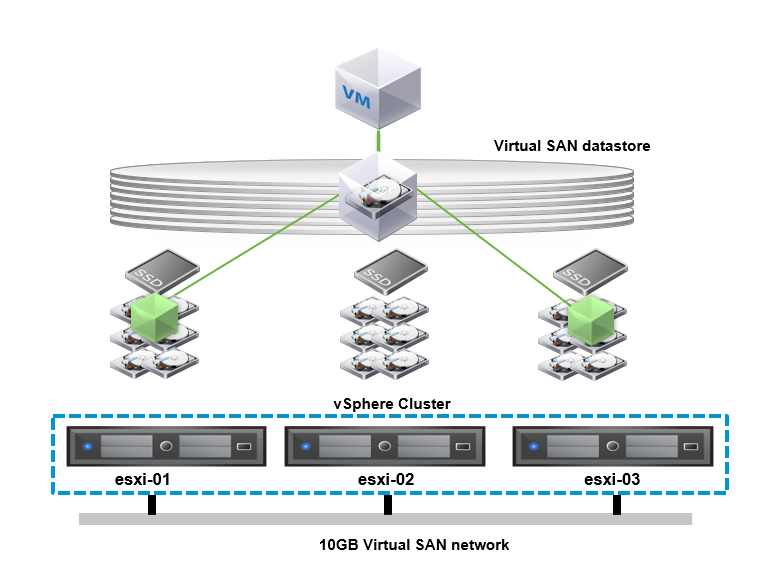 VM
Virtual SAN datastore
SSD
SSD
SSD
vSphere Cluster
esxi-01
esxi-02
esxi-03
10GB Virtual SAN network